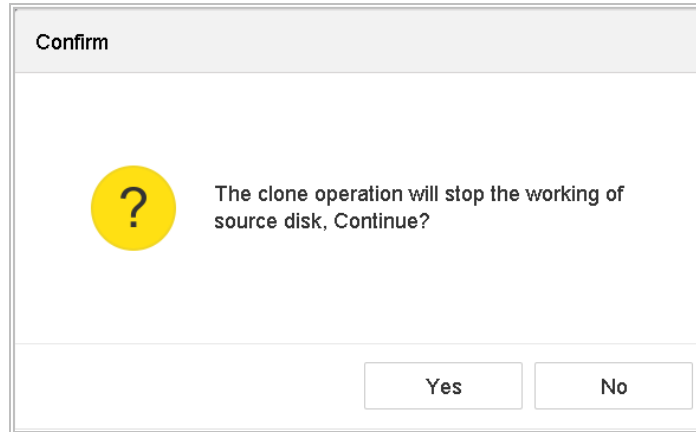 Confirm
?
The clone operation will stop the working of
source disk, Continue?
Yes
No